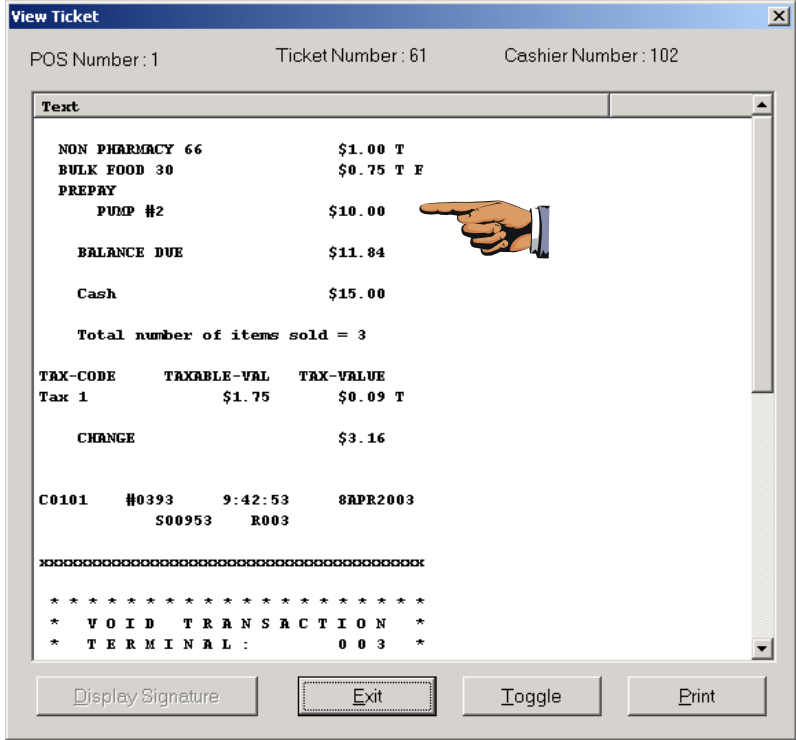 View Ticket
POS Number : 1 Ticket Number : 61 Cashier Number : 102
Text
NON PHARMACY 66 $1.00 T
BULK FOOD 30 $0.75 T F
PREPAY
PUMP #2 $10.00
BALANCE DUE $11.84
Cash $15.00
Total number of items sold = 3
TAX-CODE TAXABLE-VAL TAX-VALUE
Tax 1 $1.75 $0.09 T
CHANGE $3.16
C0101 #0393 9:42:53 8APR2003
S00953 R003
xxxxxxxxxxxxxxxxxxxxxxxxxxxxxxxxxxxxxxxx
* * * * * * * * * * * * * * * * * * * *
* V O I D T R A N S A C T I O N *
* T E R M I N A L : 0 0 3 *
Display Signature Exit Toggle Print